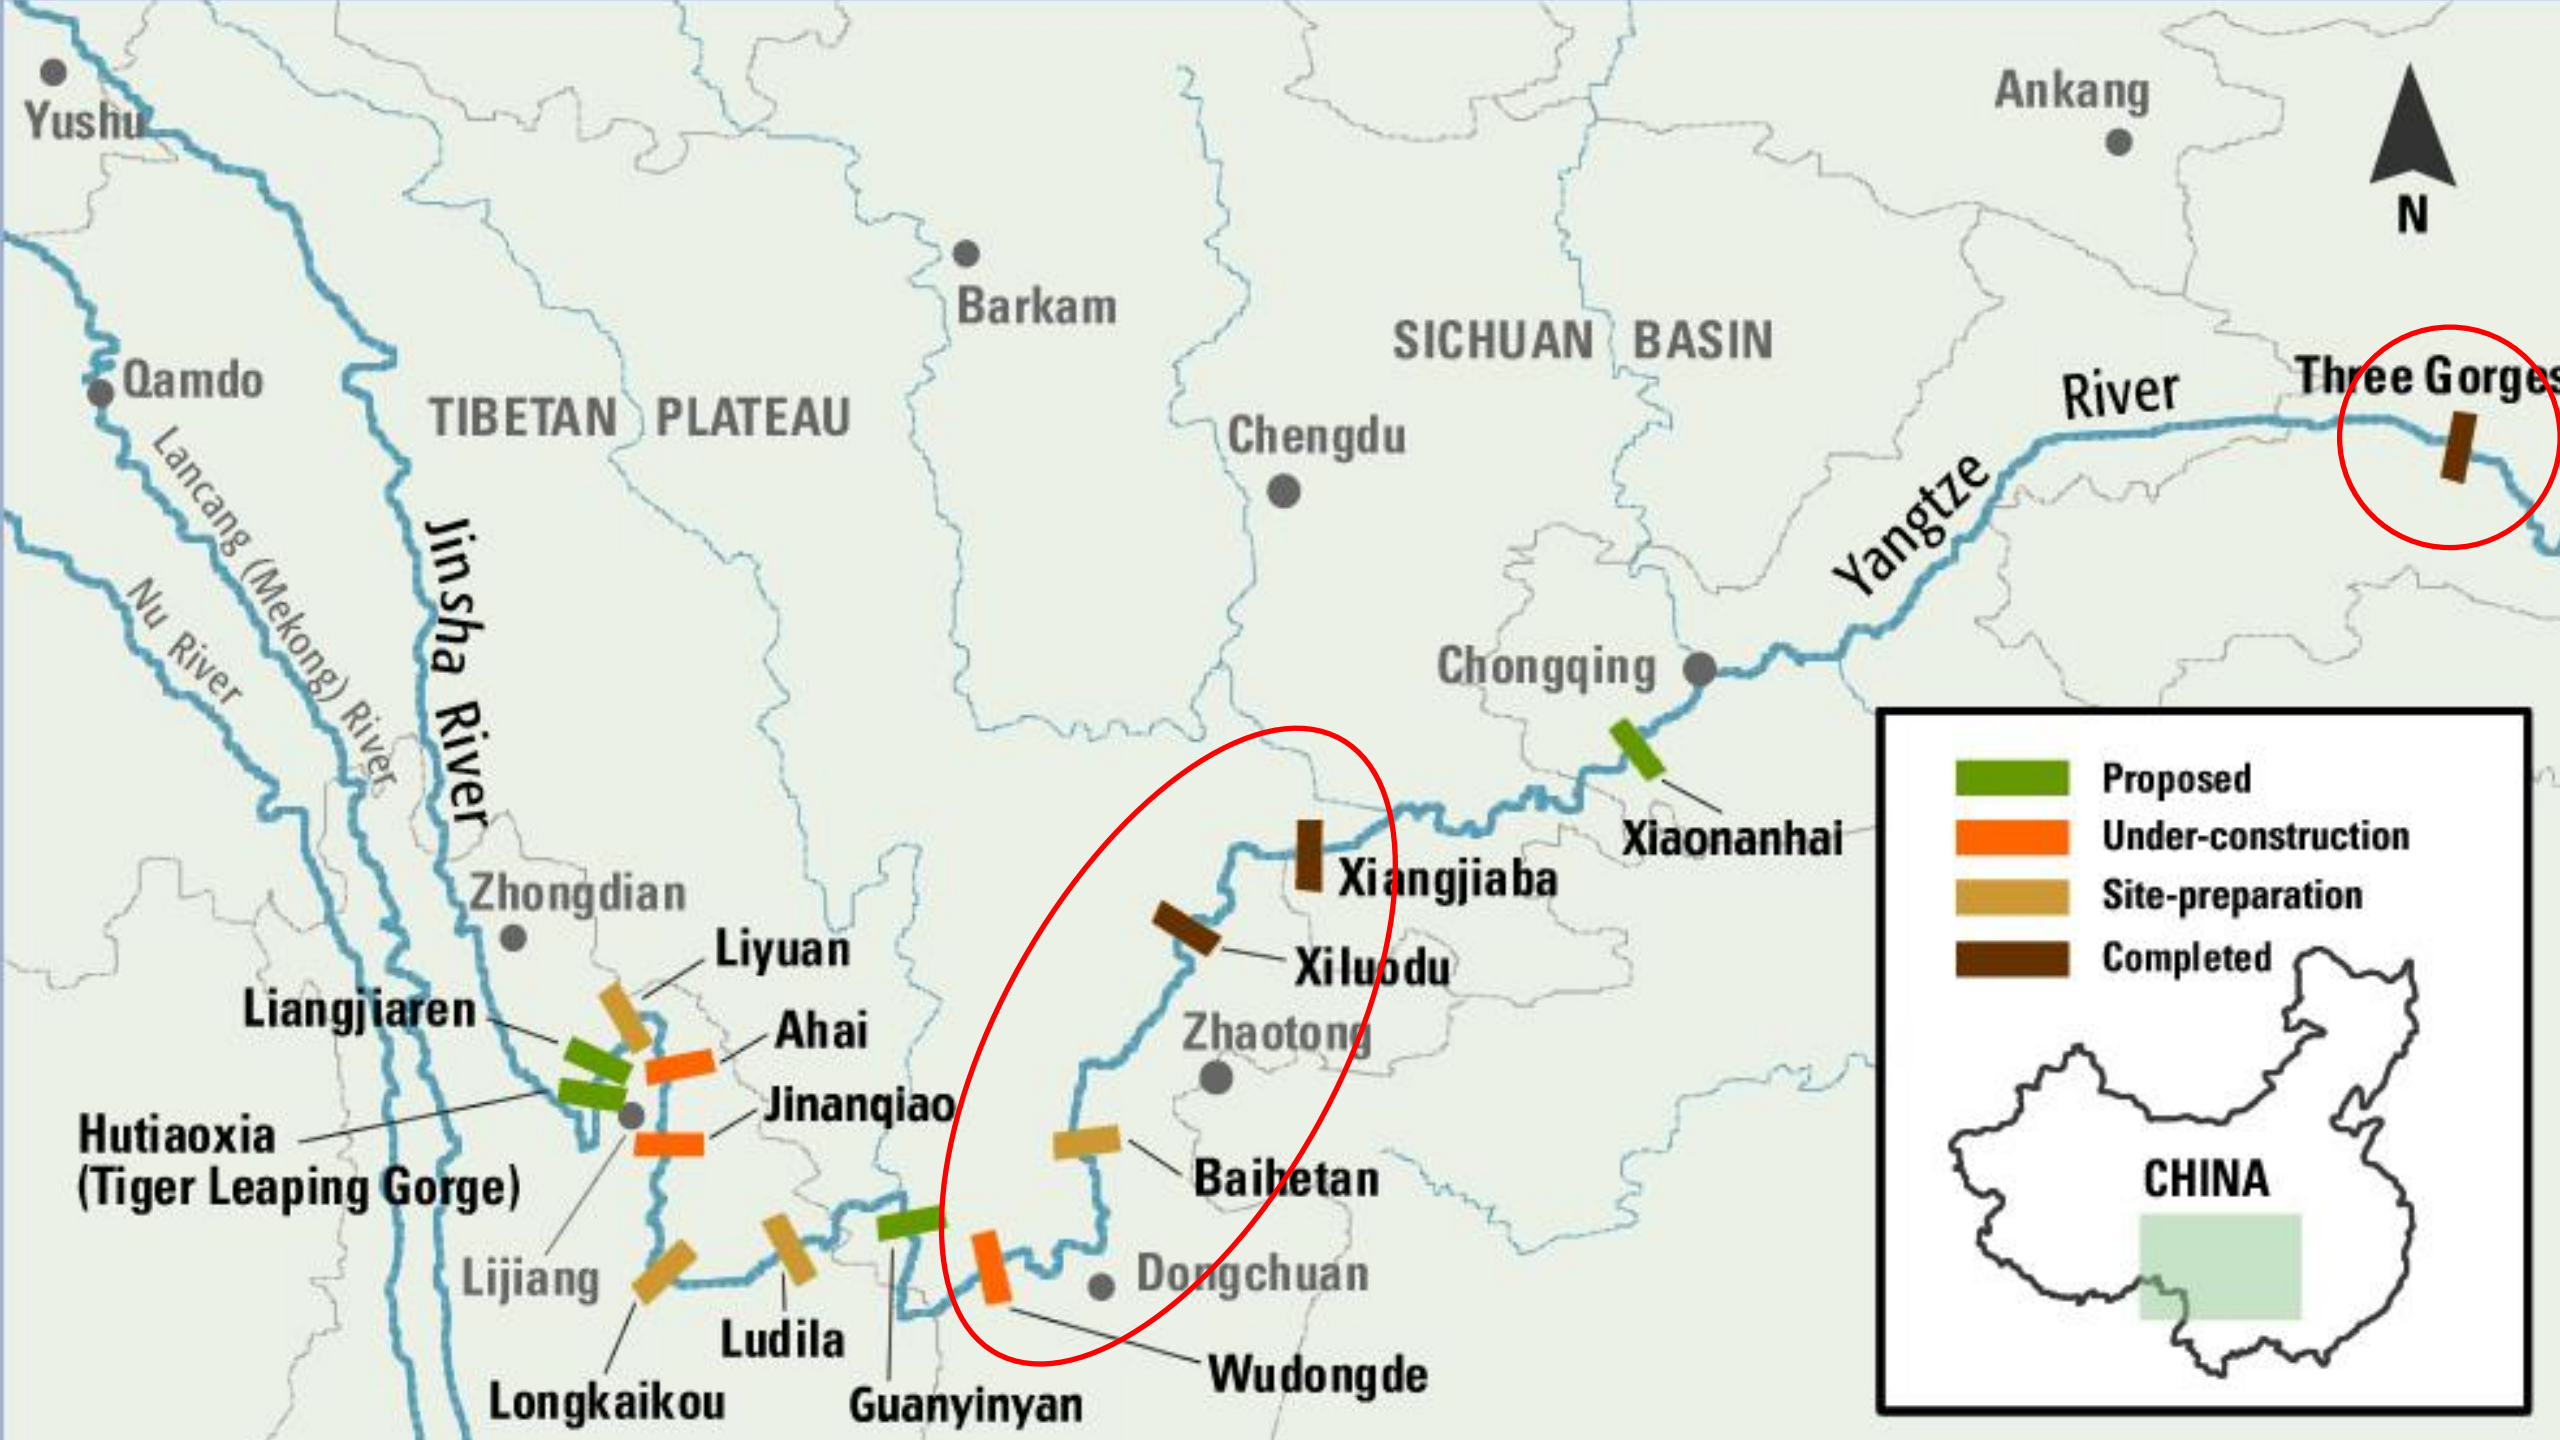 Yushu
Ankang
N
Barkam
SICHUAN BASIN
Three Gorges
Qamdo
TIBETAN PLATEAU
River
Chengdu
Yangtze
Lancang (Mekong) River
Jinsha River
Nu River
Chongqing
Xiaonanhai
Xiangjiaba
Zhongdian
Liyuan
Xiluodu
Liangjiaren
Ahai
Zhaotong
Jinanqiao
Hutiaoxia
(Tiger Leaping Gorge)
Baihetan
Lijiang
Dongchuan
Ludila
Wudongde
Longkaikou
Guanyinyan
Proposed
Under-construction
Site-preparation
Completed
CHINA